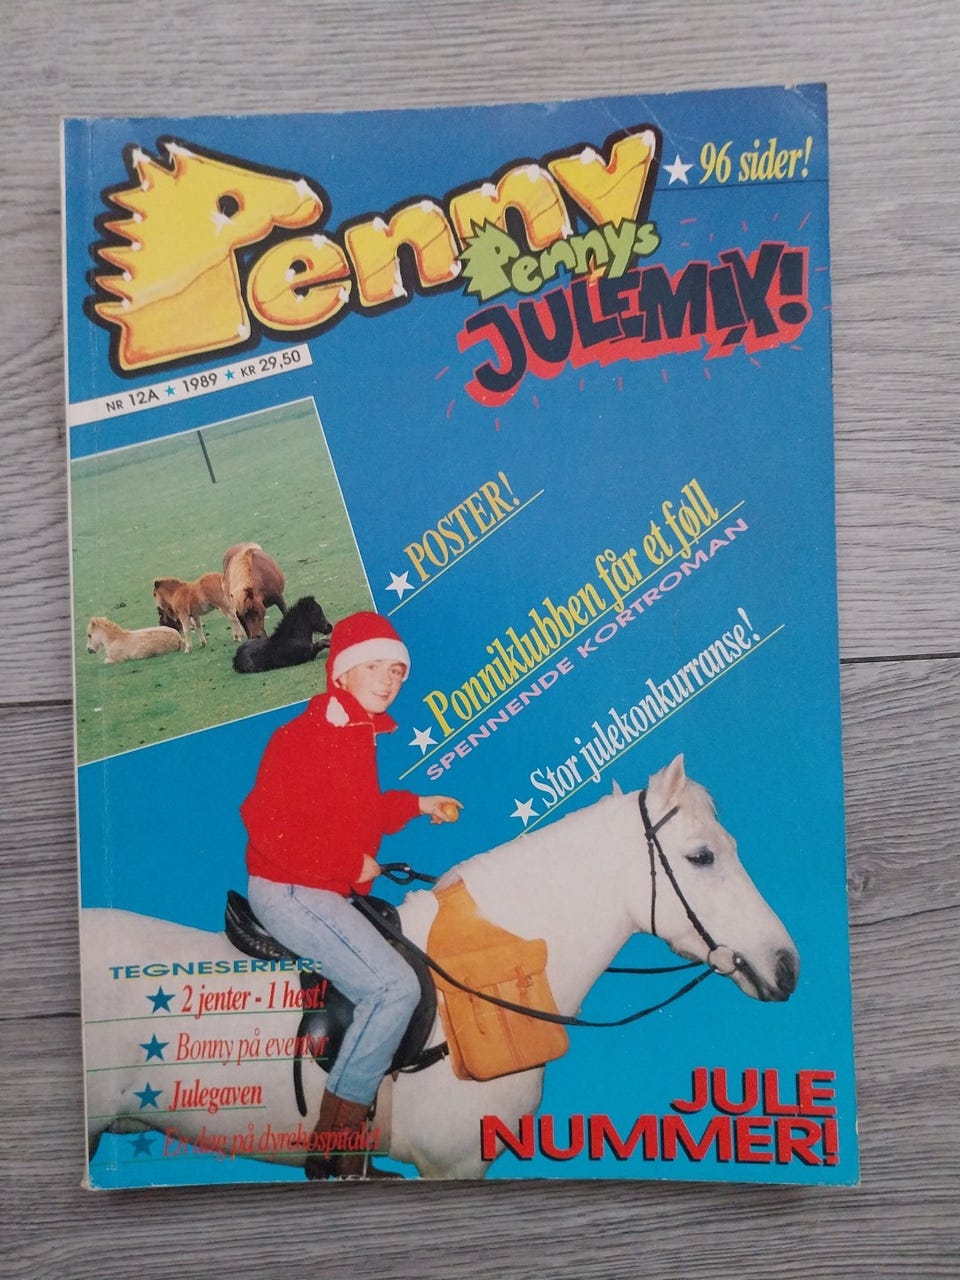 Penny
★ 96 sider!
Pennys
JULEMIX!
NR 12A ★ 1989 ★ KR 29,50
★ POSTER!
★ Ponniklubben får et føll
SPENNENDE KORTROMAN
★ Stor julekonkurranse!
TEGNESERIER:
★ 2 jenter - 1 hest!
★ Bonny på eventyr
★ Julegaven
★ En dag på dyrehospitalet
JULE
NUMMER!